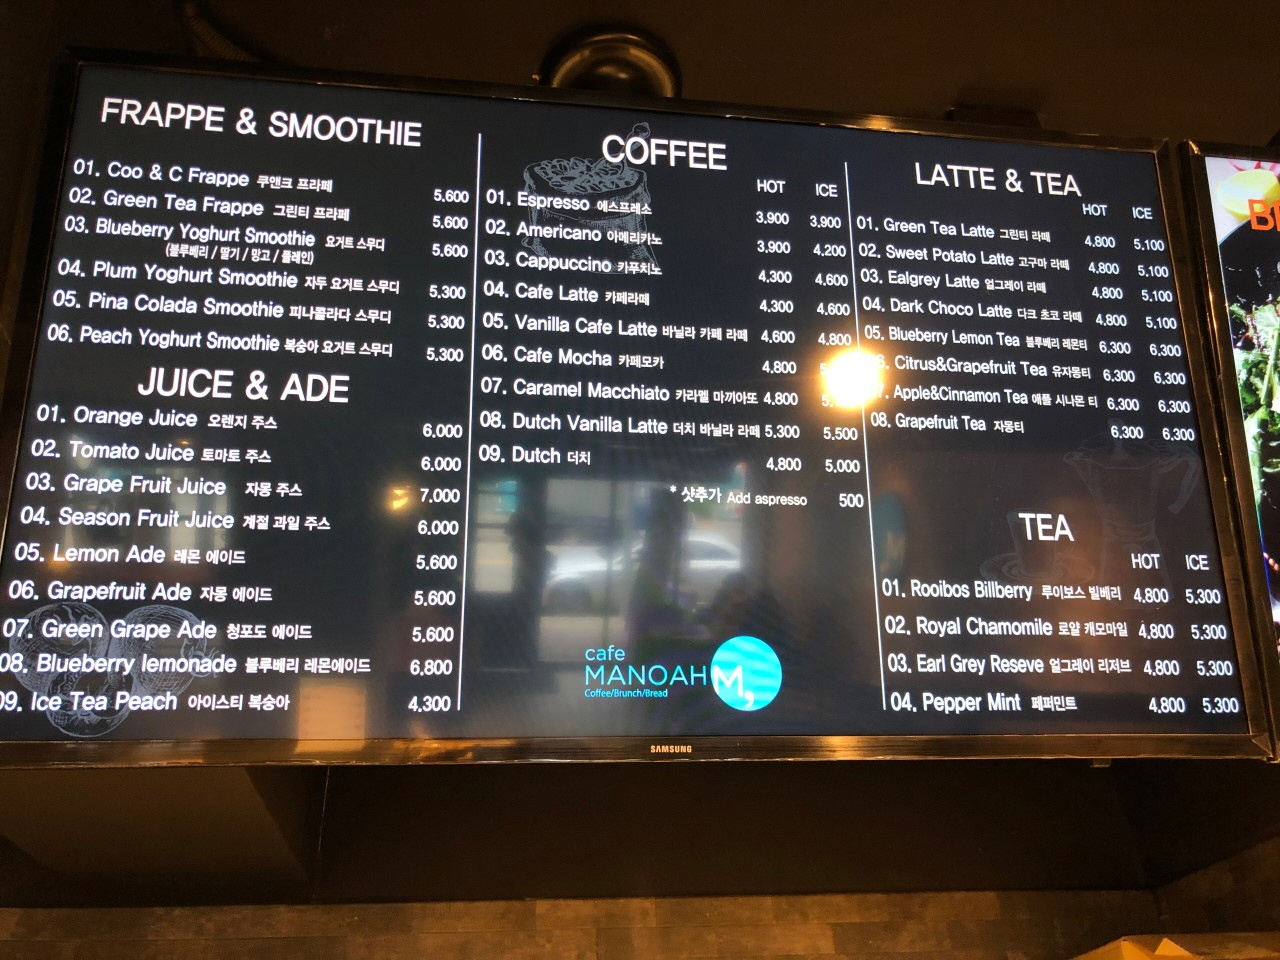 FRAPPE & SMOOTHIE
01. Coo & C Frappe 쿠앤크 프라페 5,600
02. Green Tea Frappe 그린티 프라페 5,600
03. Blueberry Yoghurt Smoothie 요거트 스무디 5,600
(블루베리 / 딸기 / 망고 / 플레인)
04. Plum Yoghurt Smoothie 자두 요거트 스무디 5,300
05. Pina Colada Smoothie 피나콜라다 스무디 5,300
06. Peach Yoghurt Smoothie 복숭아 요거트 스무디 5,300
JUICE & ADE
01. Orange Juice 오렌지 주스 6,000
02. Tomato Juice 토마토 주스 6,000
03. Grape Fruit Juice 자몽 주스 7,000
04. Season Fruit Juice 계절 과일 주스 6,000
05. Lemon Ade 레몬 에이드 5,600
06. Grapefruit Ade 자몽 에이드 5,600
07. Green Grape Ade 청포도 에이드 5,600
08. Blueberry lemonade 블루베리 레몬에이드 6,800
09. Ice Tea Peach 아이스티 복숭아 4,300
COFFEE
HOT ICE
01. Espresso 에스프레소 3,900 3,900
02. Americano 아메리카노 3,900 4,200
03. Cappuccino 카푸치노 4,300 4,600
04. Cafe Latte 카페라떼 4,300 4,600
05. Vanilla Cafe Latte 바닐라 카페 라떼 4,600 4,800
06. Cafe Mocha 카페모카 4,800
07. Caramel Macchiato 카라멜 마끼아또 4,800
08. Dutch Vanilla Latte 더치 바닐라 라떼 5,300 5,500
09. Dutch 더치 4,800 5,000
* 샷추가 Add aspresso 500
cafe
MANOAH M,
Coffee/Brunch/Bread
LATTE & TEA
HOT ICE
01. Green Tea Latte 그린티 라떼 4,800 5,100
02. Sweet Potato Latte 고구마 라떼 4,800 5,100
03. Ealgrey Latte 얼그레이 라떼 4,800 5,100
04. Dark Choco Latte 다크 초코 라떼 4,800 5,100
05. Blueberry Lemon Tea 블루베리 레몬티 6,300 6,300
6. Citrus&Grapefruit Tea 유자몽티 6,300 6,300
7. Apple&Cinnamon Tea 애플 시나몬 티 6,300 6,300
08. Grapefruit Tea 자몽티 6,300 6,300
TEA
HOT ICE
01. Rooibos Billberry 루이보스 빌베리 4,800 5,300
02. Royal Chamomile 로얄 캐모마일 4,800 5,300
03. Earl Grey Reseve 얼그레이 리저브 4,800 5,300
04. Pepper Mint 페퍼민트 4,800 5,300
SAMSUNG